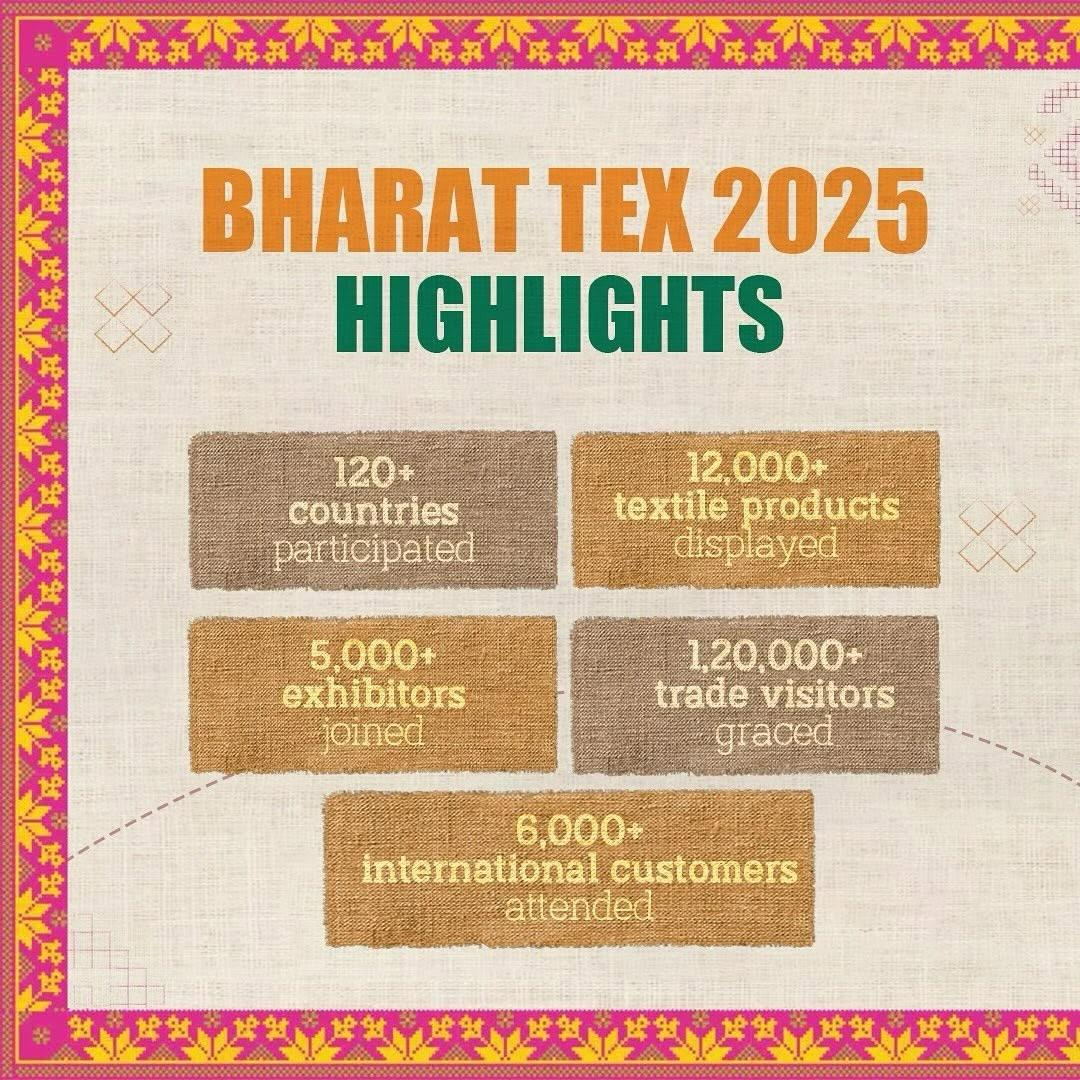 BHARAT TEX 2025
HIGHLIGHTS
120+
countries
participated
12,000+
textile products
displayed
5,000+
exhibitors
joined
1,20,000+
trade visitors
graced
6,000+
international customers
attended